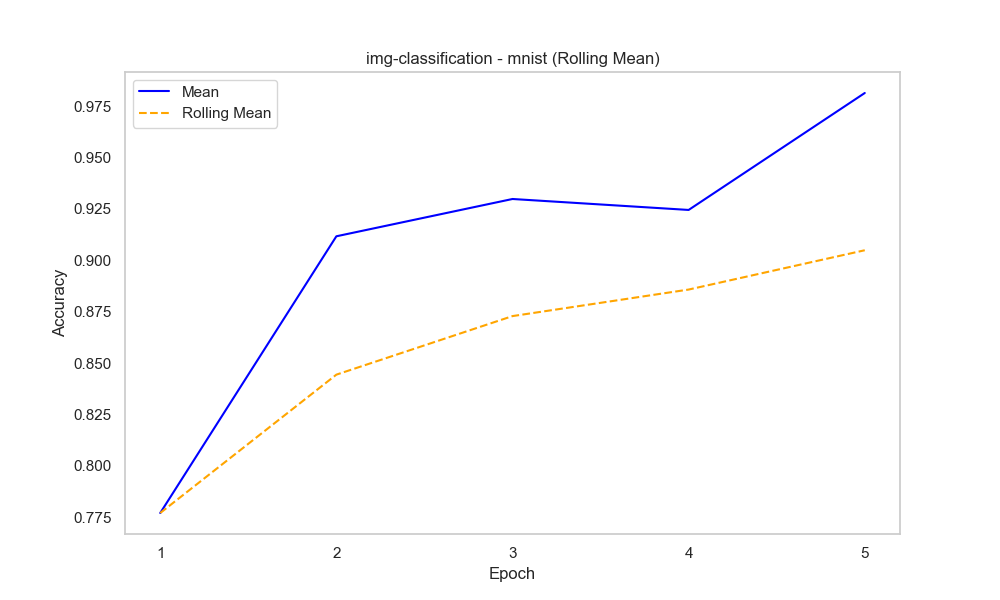 img-classification - mnist (Rolling Mean)
Mean
Rolling Mean
0.975
0.950
0.925
0.900
0.875
0.850
0.825
0.800
0.775
Accuracy
1 2 3 4 5
Epoch